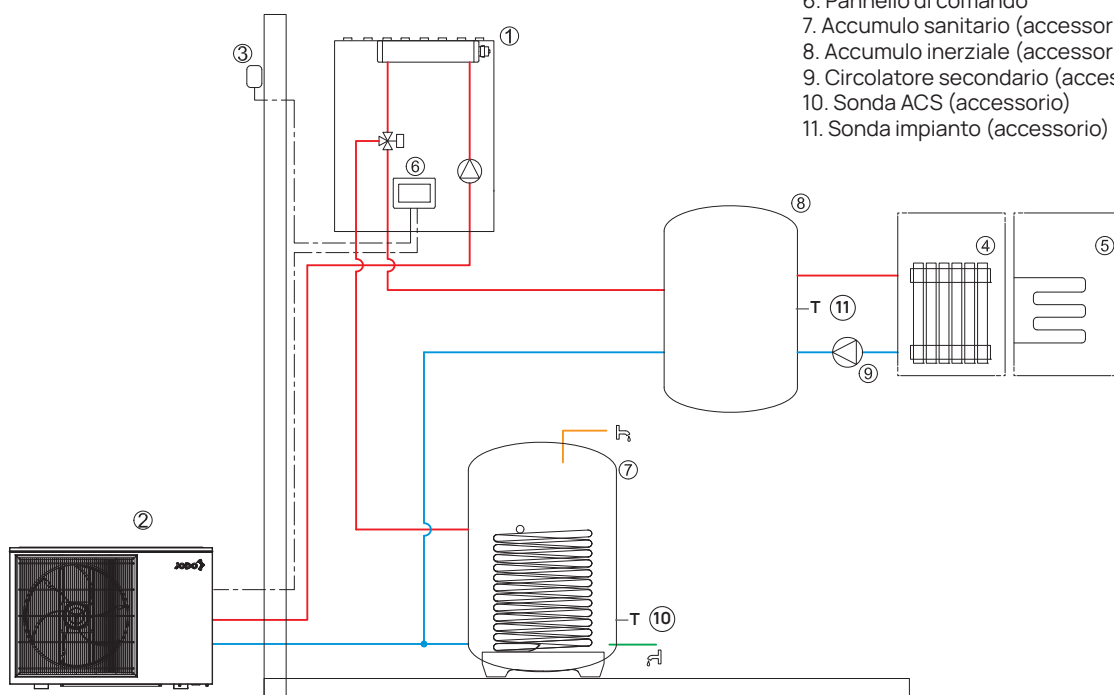 6. Pannello di comando
7. Accumulo sanitario (accessor
8. Accumulo inerziale (accessor
9. Circolatore secondario (acces
10. Sonda ACS (accessorio)
11. Sonda impianto (accessorio)
1
3
6
8
4
5
T 11
9
7
2
JODO
T 10